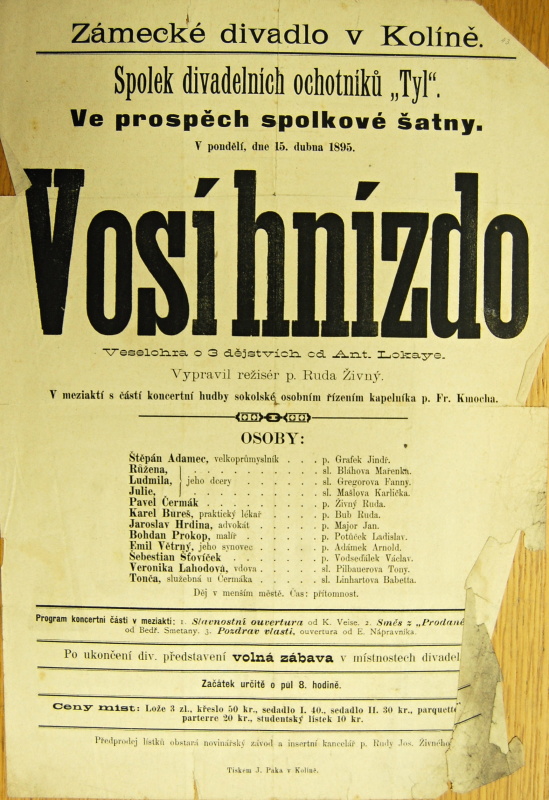 Zámecké divadlo v Kolíně.
Spolek divadelních ochotníků „Tyl“.
Ve prospěch spolkové šatny.
V pondělí, dne 15. dubna 1895.
Vosí hnízdo
Veselohra o 3 dějstvích od Ant. Lokaye.
Vypravil režisér p. Ruda Živný.
V meziaktí s částí koncertní hudby sokolské osobním řízením kapelníka p. Fr. Kmocha.
OSOBY:
Štěpán Adamec, velkoprůmyslník . . . p. Grafek Jindř.
Růžena, . . . . . . . . . . sl. Bláhova Mařenka.
Ludmila, jeho dcery . . . . . . sl. Gregorova Fanny.
Julie, . . . . . . . . . . sl. Mašlova Karlička.
Pavel Čermák . . . . . . . . . p. Živný Ruda.
Karel Bureš, praktický lékař . . . . . p. Bub Ruda.
Jaroslav Hrdina, advokát . . . . . . p. Major Jan.
Bohdan Prokop, malíř . . . . . . . p. Potůček Ladislav.
Emil Větrný, jeho synovec . . . . . . p. Adámek Arnold.
Šebestian Štovíček . . . . . . . p. Vodseďálek Václav.
Veronika Lahodová, vdova . . . . . sl. Pilbauerova Tony.
Tonča, služebná u Čermáka . . . . . sl. Linhartova Babetta.
Děj v menším městě. Čas: přítomnost.
Program koncertní části v meziaktí: 1. Slavnostní ouvertura od K. Veise. 2. Směs z „Prodané
od Bedř. Smetany. 3. Pozdrav vlasti, ouvertura od E. Nápravníka.
Po ukončení div. představení volná zábava v místnostech divadel
Začátek určitě o půl 8. hodině.
Ceny míst: Lože 3 zl., křeslo 50 kr., sedadlo I. 40., sedadlo II. 30 kr., parquette
parterre 20 kr., studentský lístek 10 kr.
Předprodej lístků obstará novinářský závod a insertní kancelář p. Rudy Jos. Živného
Tiskem J. Paka v Kolíně.